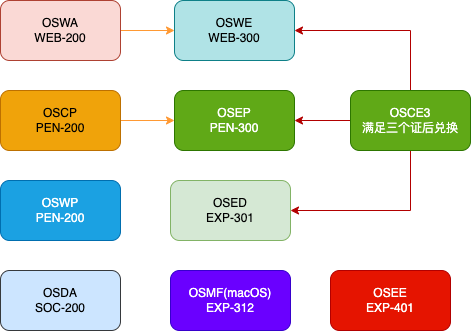 OSWA
WEB-200
OSWE
WEB-300
OSCP
PEN-200
OSEP
PEN-300
OSCE3
满足三个证后兑换
OSWP
PEN-200
OSED
EXP-301
OSDA
SOC-200
OSMF(macOS)
EXP-312
OSEE
EXP-401